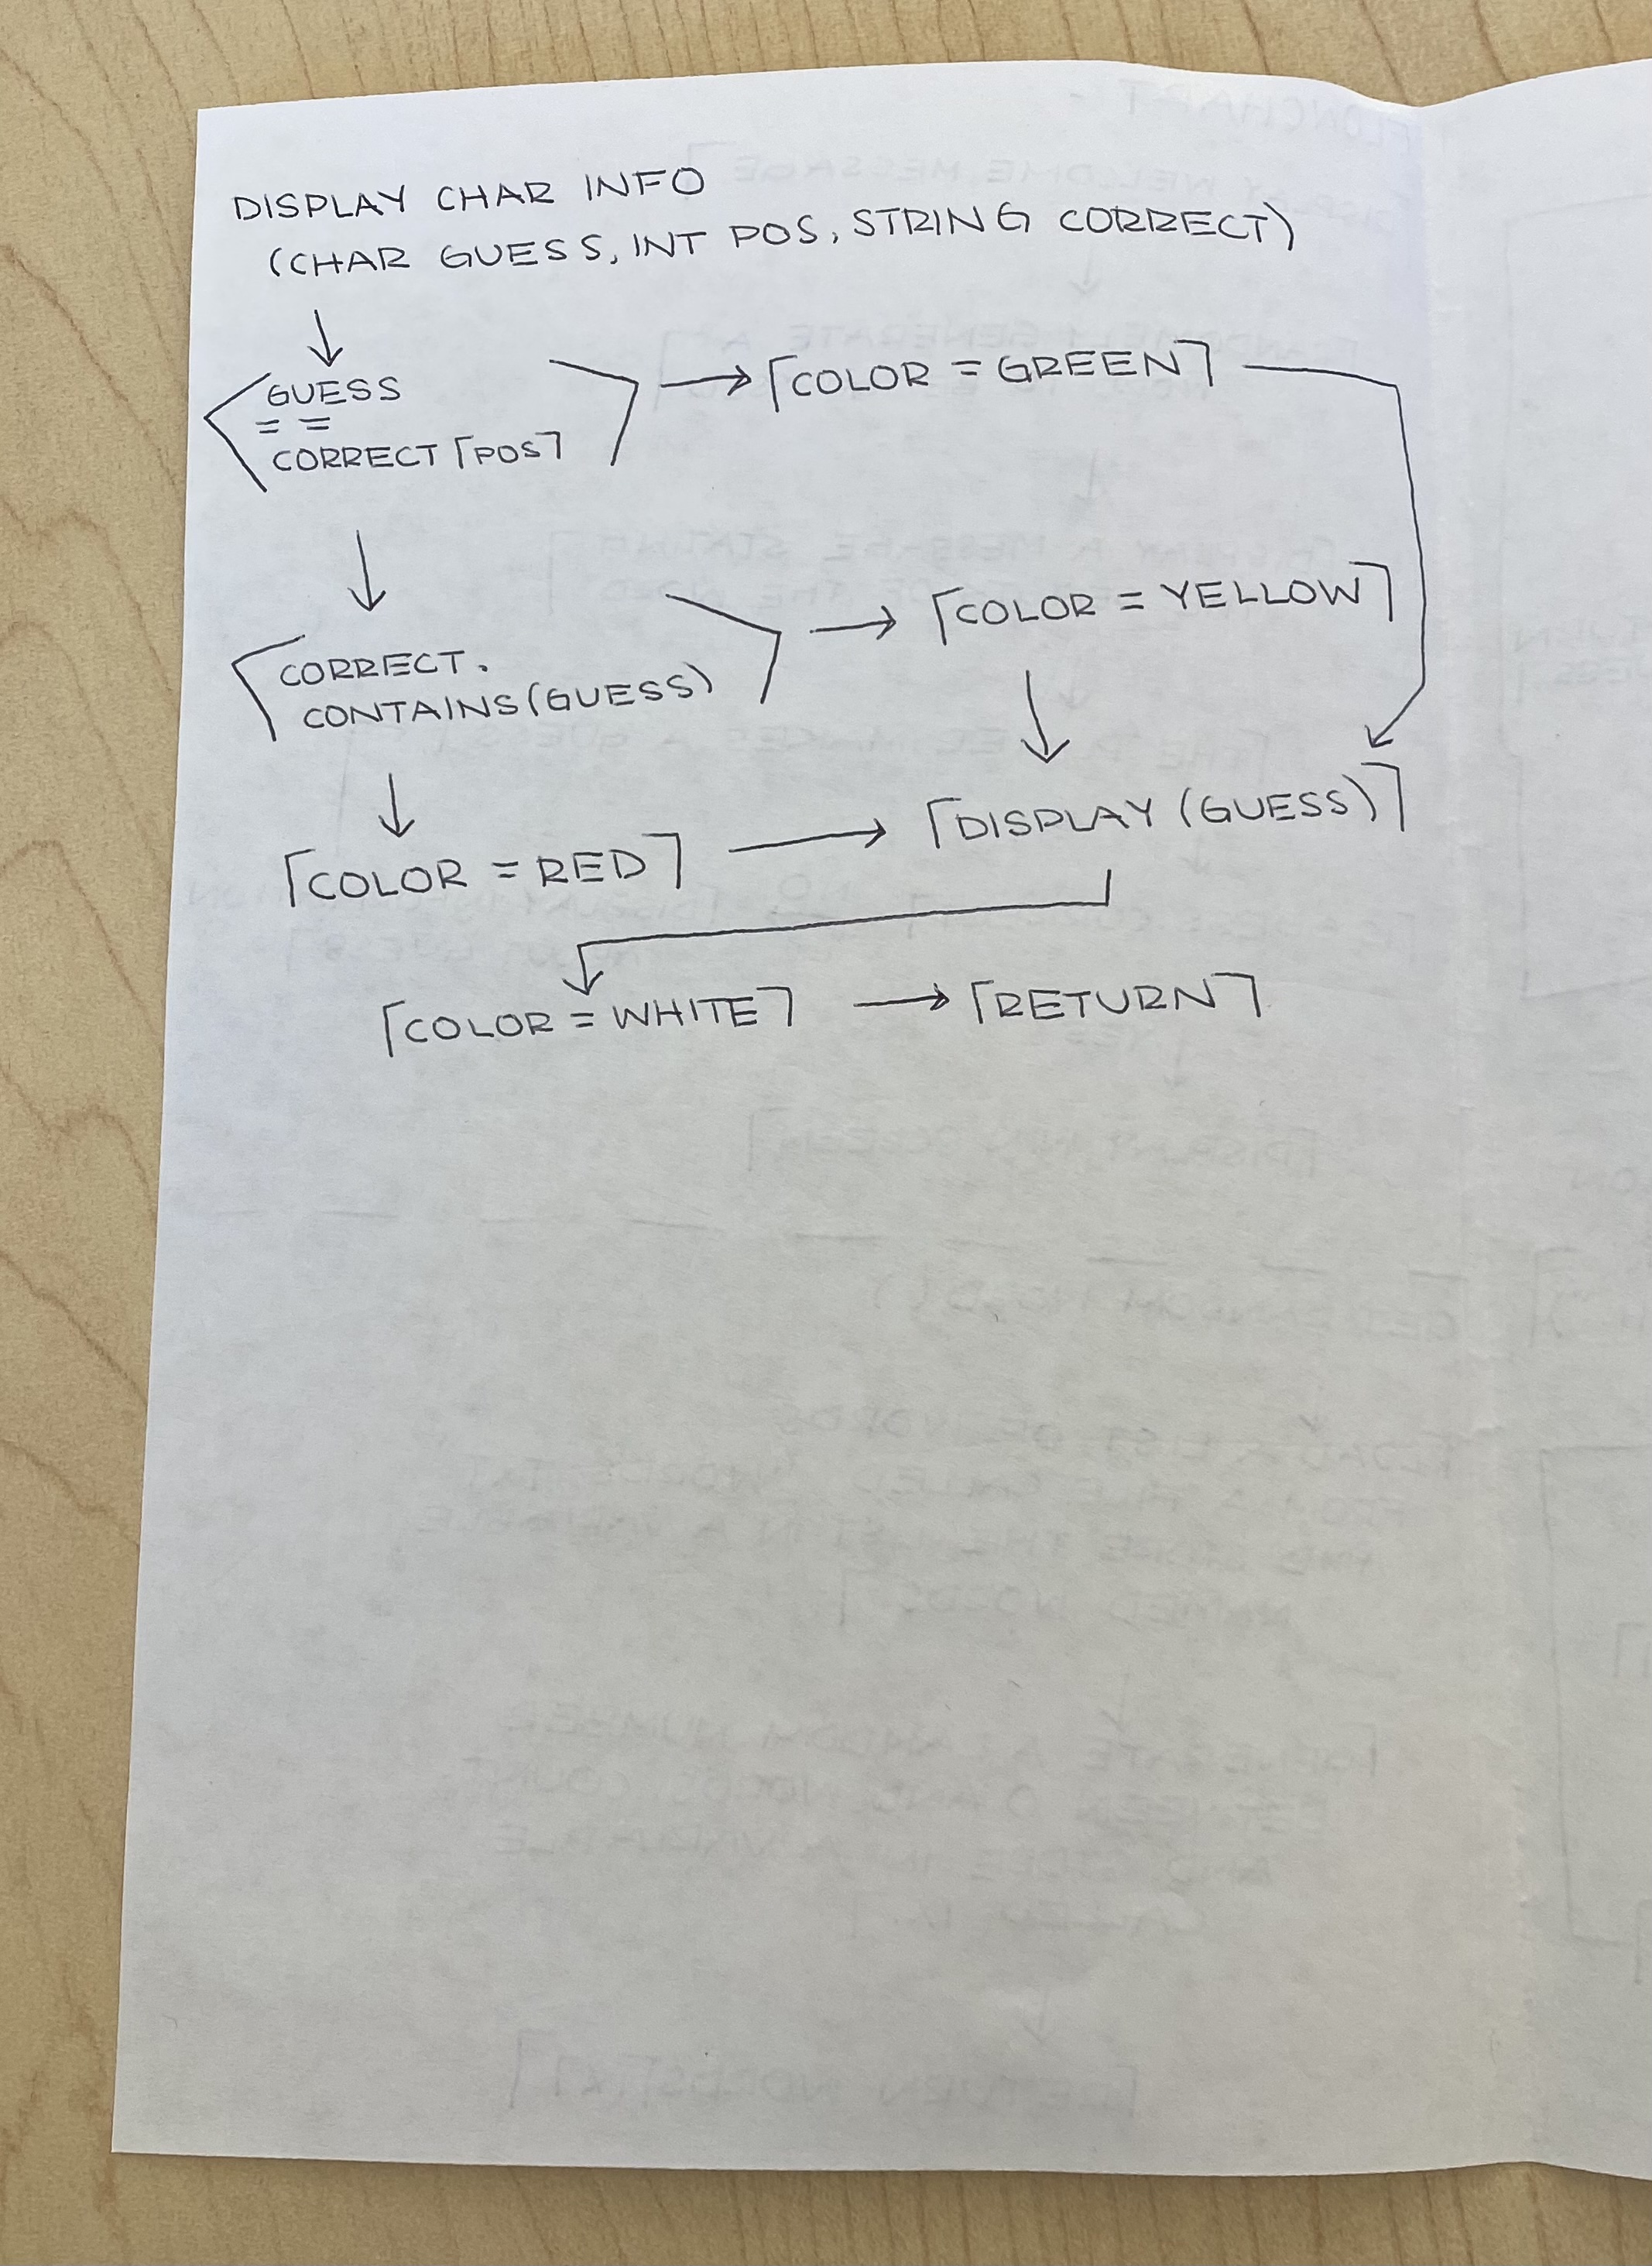 DISPLAY CHAR INFO
(CHAR GUESS, INT POS, STRING CORRECT)
GUESS
==
CORRECT [POS]
[COLOR = GREEN]
CORRECT.
CONTAINS(GUESS)
[COLOR = YELLOW]
[COLOR = RED]
[DISPLAY (GUESS)]
[COLOR = WHITE]
[RETURN]